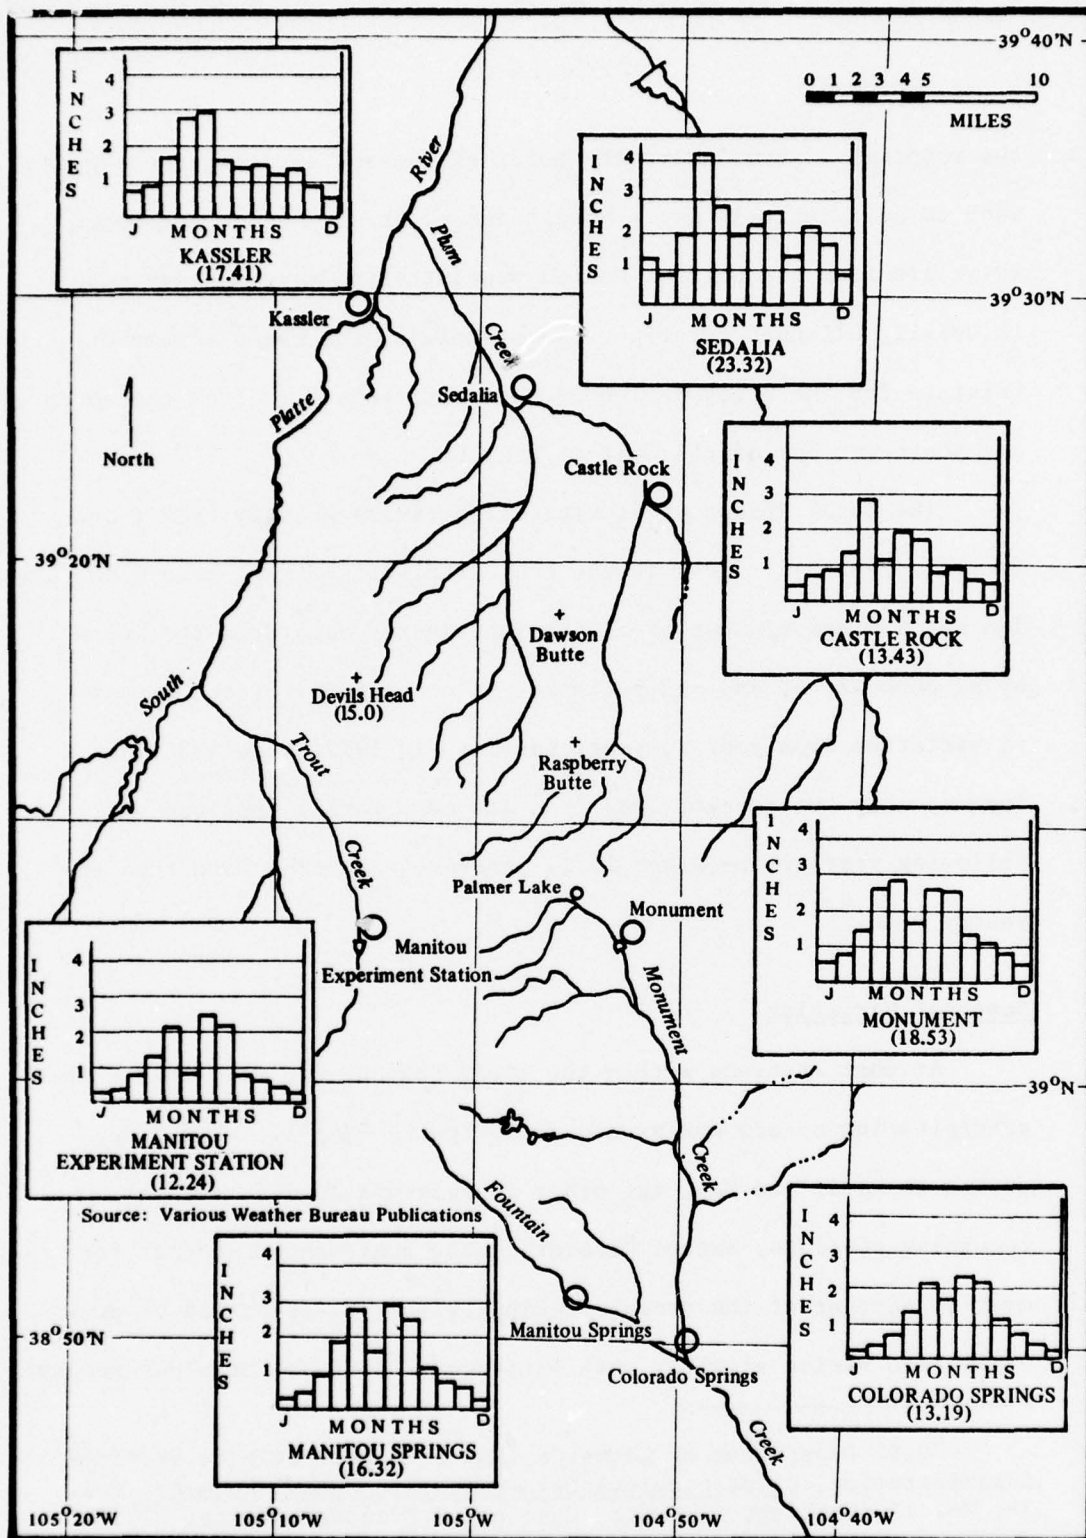 39°40'
0 1 2 3 4 5 10
MILES
INCHES
4
3
2
1
J MONTHS D
KASSLER
(17.41)
River
Plum
Creek
INCHES
4
3
2
1
J MONTHS D
SEDALIA
(23.32)
39°30'
Kassler
Sedalia
Platte
North
Castle Rock
INCHES
4
3
2
1
J MONTHS D
CASTLE ROCK
(13.43)
39°20'
Dawson
Butte
Devils Head
(15.0)
South
Trout
Creek
Raspberry
Butte
INCHES
4
3
2
1
J MONTHS D
MONUMENT
(18.53)
Palmer Lake
Monument
Manitou
Experiment Station
INCHES
4
3
2
1
J MONTHS D
MANITOU
EXPERIMENT STATION
(12.24)
Monument
Creek
39°N
Source: Various Weather Bureau Publications
Fountain
INCHES
4
3
2
1
J MONTHS D
MANITOU SPRINGS
(16.32)
INCHES
4
3
2
1
J MONTHS D
COLORADO SPRINGS
(13.19)
38°50'N
Manitou Springs
Colorado Springs
Creek
105°20'W 105°10'W 105°W 104°50'W 104°40'W